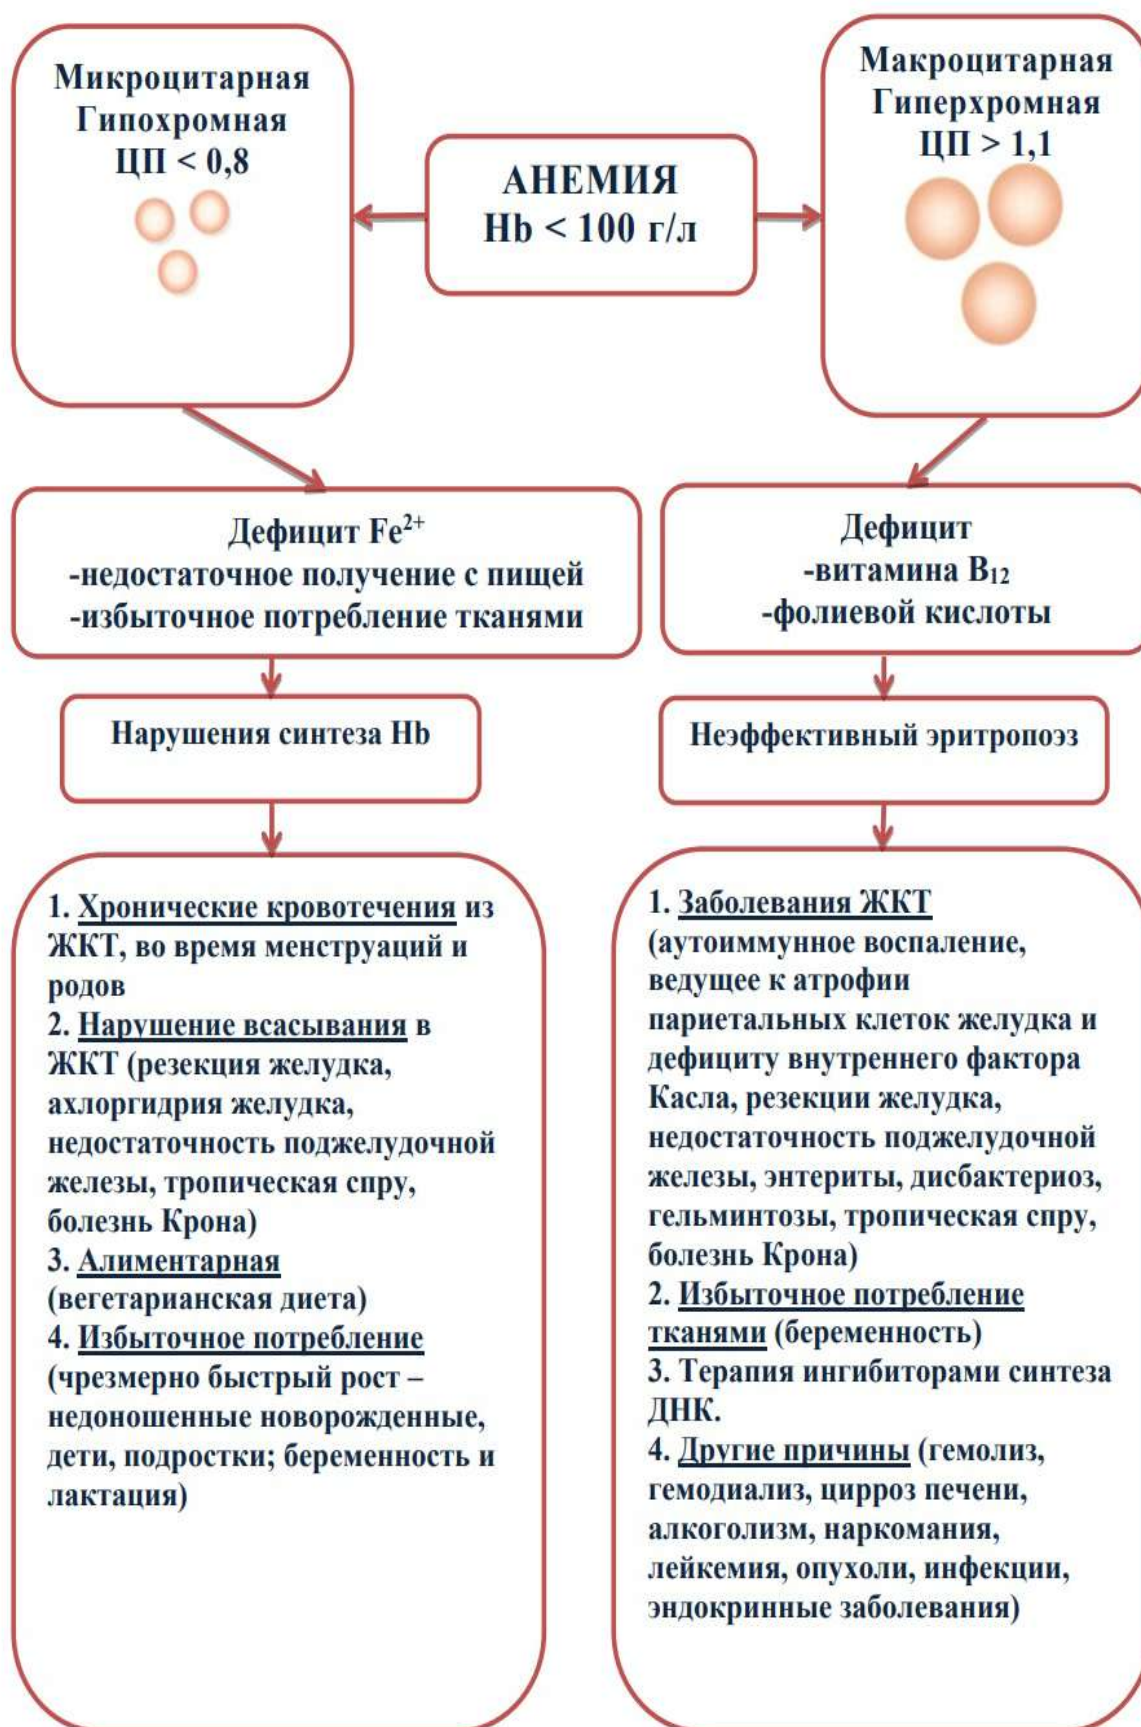 Микроцитарная
Гипохромная
ЦП < 0,8
АНЕМИЯ
Hb < 100 г/л
Макроцитарная
Гиперхромная
ЦП > 1,1
Дефицит Fe²⁺
-недостаточное получение с пищей
-избыточное потребление тканями
Дефицит
-витамина B₁₂
-фолиевой кислоты
Нарушения синтеза Hb
Неэффективный эритропоэз
1. Хронические кровотечения из
ЖКТ, во время менструаций и
родов
2. Нарушение всасывания в
ЖКТ (резекция желудка,
ахлоргидрия желудка,
недостаточность поджелудочной
железы, тропическая спру,
болезнь Крона)
3. Алиментарная
(вегетарианская диета)
4. Избыточное потребление
(чрезмерно быстрый рост –
недоношенные новорожденные,
дети, подростки; беременность и
лактация)
1. Заболевания ЖКТ
(аутоиммунное воспаление,
ведущее к атрофии
париетальных клеток желудка и
дефициту внутреннего фактора
Касла, резекции желудка,
недостаточность поджелудочной
железы, энтериты, дисбактериоз,
гельминтозы, тропическая спру,
болезнь Крона)
2. Избыточное потребление
тканями (беременность)
3. Терапия ингибиторами синтеза
ДНК.
4. Другие причины (гемолиз,
гемодиализ, цирроз печени,
алкоголизм, наркомания,
лейкемия, опухоли, инфекции,
эндокринные заболевания)